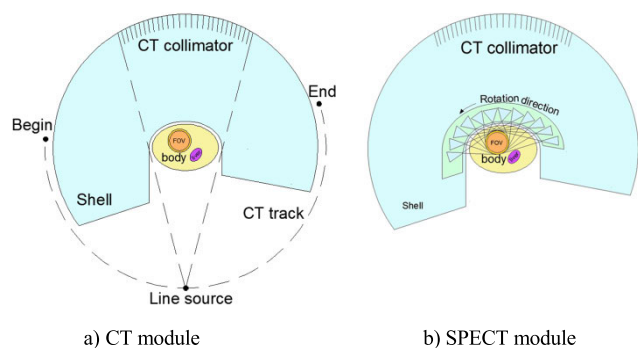 CT collimator
End
Begin
FOV
body
Shell
CT track
Line source
a) CT module
CT collimator
Rotation direction
FOV
body
Shell
b) SPECT module